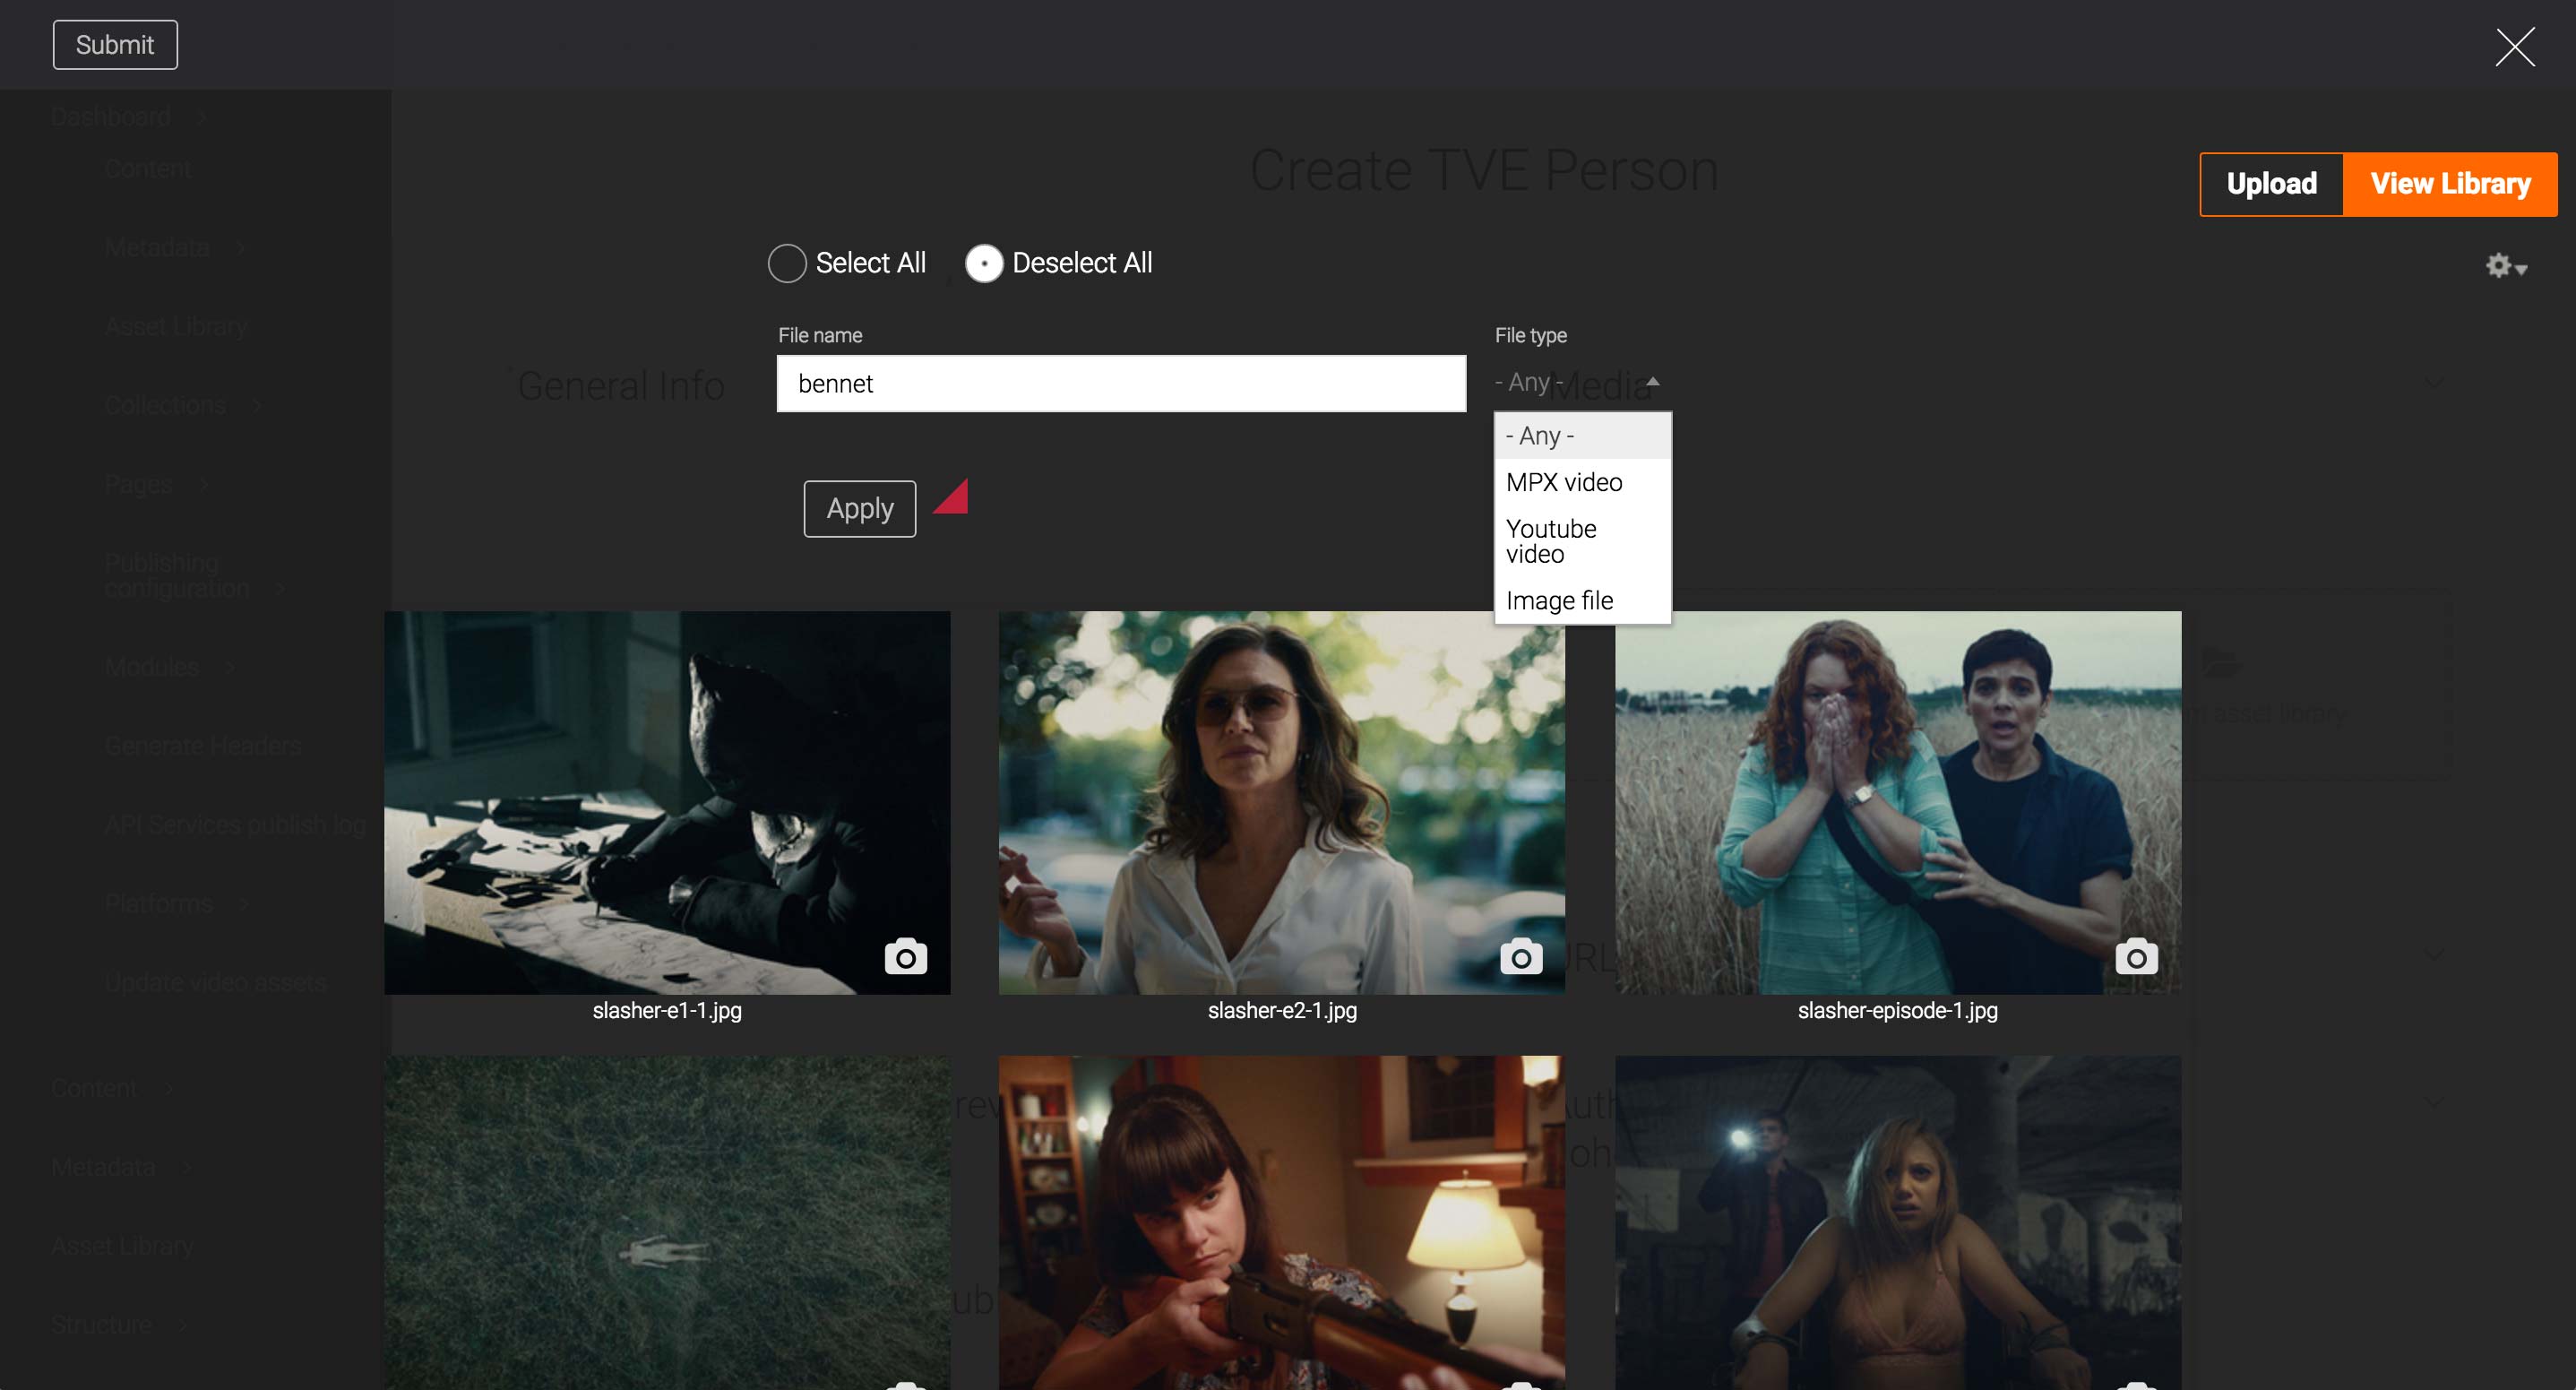 Submit
Dashboard
Content
Create TVE Person
Upload
View Library
Metadata
Select All
Deselect All
Asset Library
File name
File type
General Info
bennet
- Any -
Media
Collections
- Any -
MPX video
Pages
Apply
Youtube
video
Publishing
configuration
Image file
Modules
asset library
Generate Headers
API Services publish log
Platforms
URL
Update video assets
slasher-e1-1.jpg
slasher-e2-1.jpg
slasher-episode-1.jpg
Content
Metadata
Asset Library
Structure